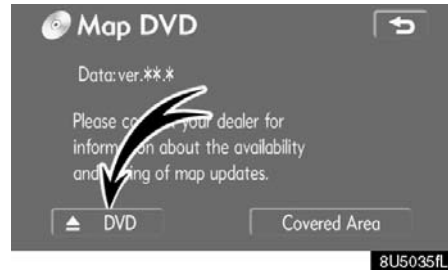 Map DVD
Data:ver.**.*
Please your dealer for
about the availability
and of map updates.
▲ DVD
Covered Area
8U5035fL